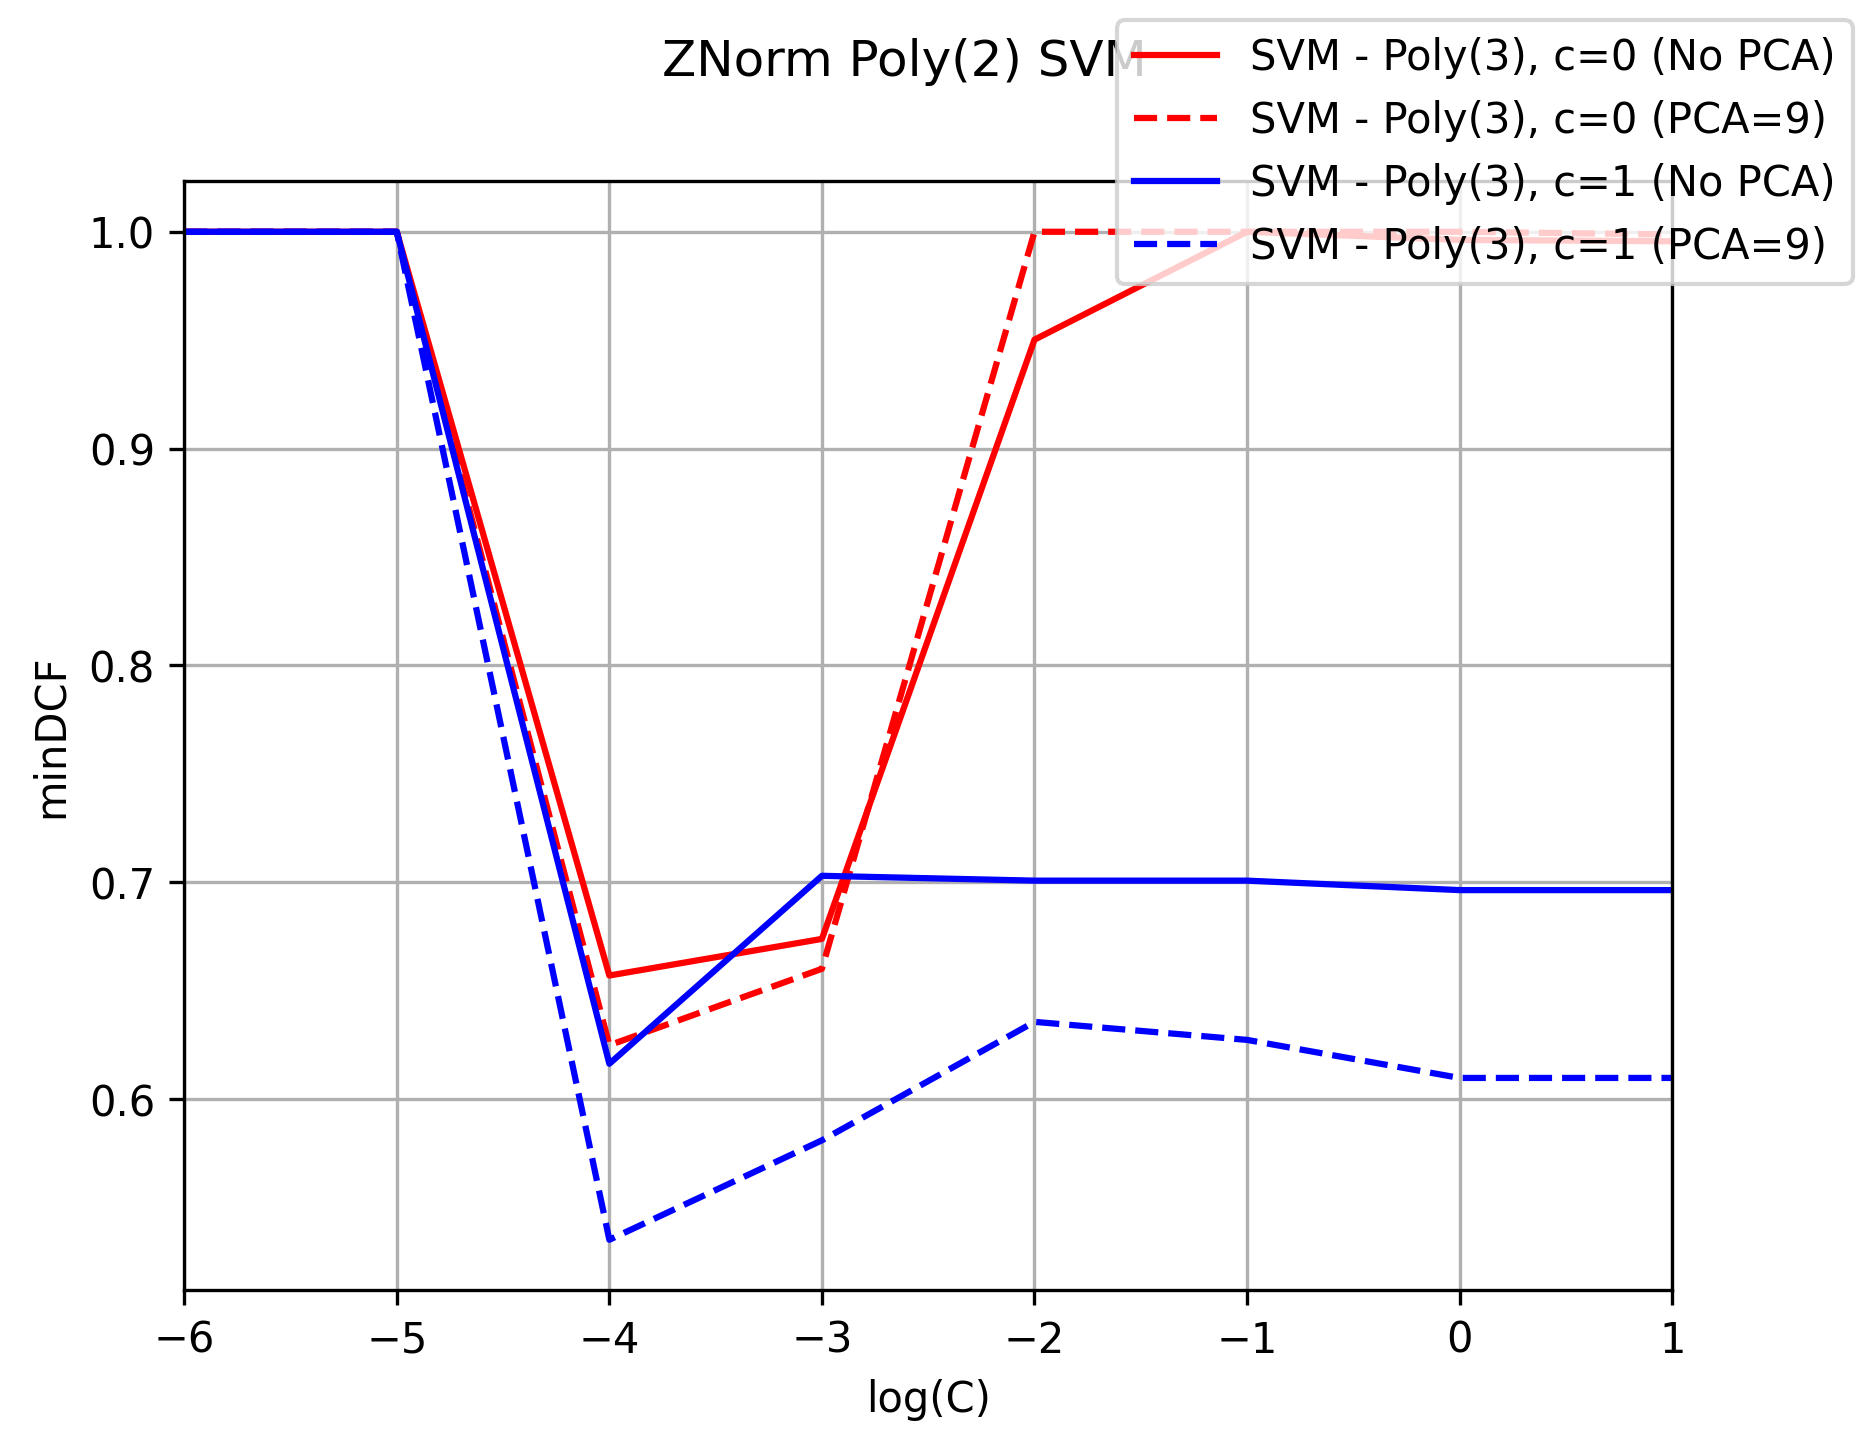 ZNorm Poly(2) SVM
SVM - Poly(3), c=0 (No PCA)
SVM - Poly(3), c=0 (PCA=9)
SVM - Poly(3), c=1 (No PCA)
SVM - Poly(3), c=1 (PCA=9)
1.0
0.9
0.8
0.7
0.6
minDCF
−6 −5 −4 −3 −2 −1 0 1
log(C)